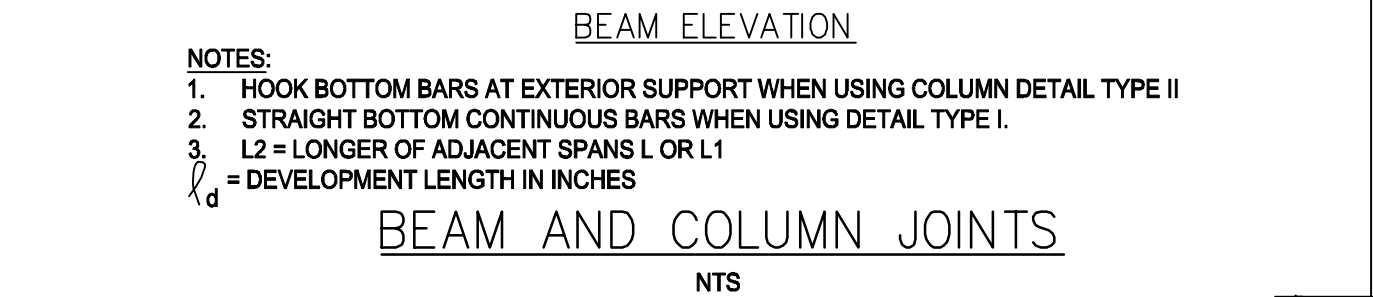 BEAM ELEVATION
NOTES:
1. HOOK BOTTOM BARS AT EXTERIOR SUPPORT WHEN USING COLUMN DETAIL TYPE II
2. STRAIGHT BOTTOM CONTINUOUS BARS WHEN USING DETAIL TYPE I.
3. L2 = LONGER OF ADJACENT SPANS L OR L1
ℓd = DEVELOPMENT LENGTH IN INCHES
BEAM AND COLUMN JOINTS
NTS